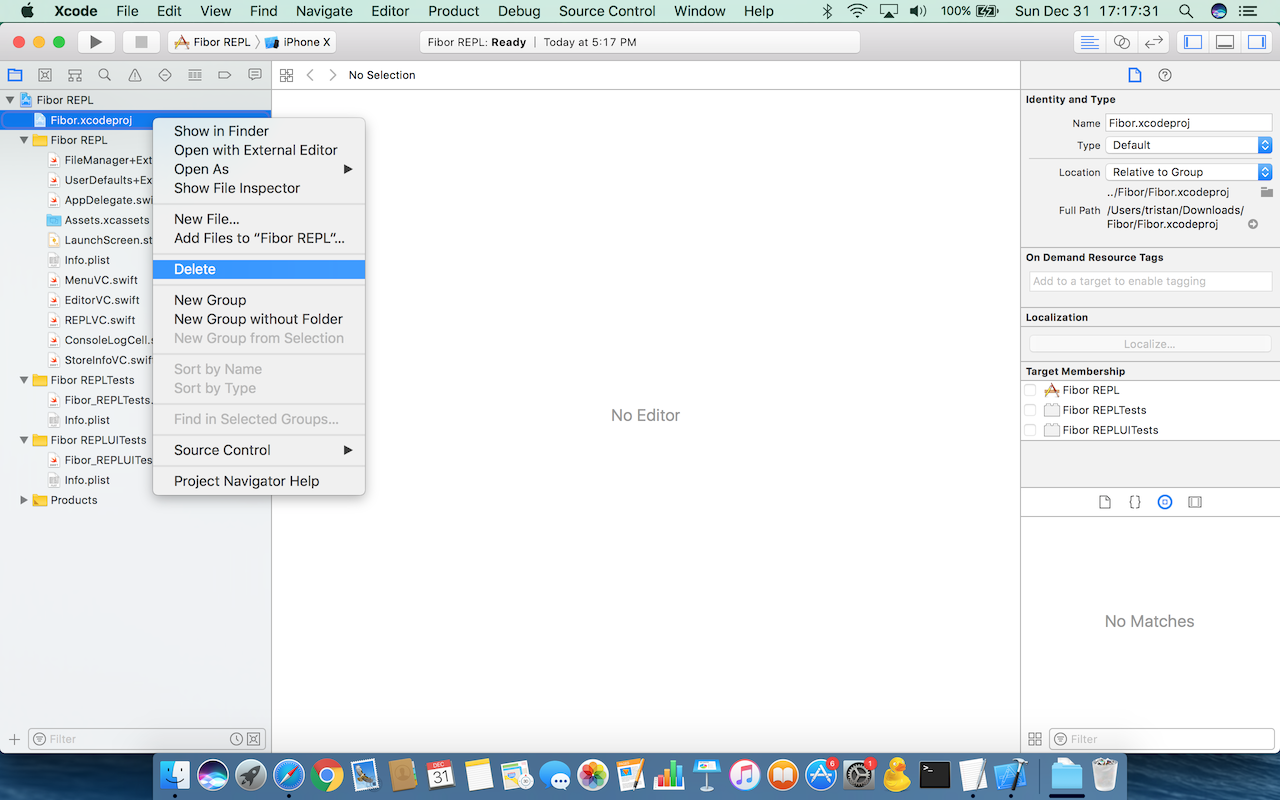 Xcode File Edit View Find Navigate Editor Product Debug Source Control Window Help 100% Sun Dec 31 17:17:31
Fibor REPL iPhone X
Fibor REPL: Ready | Today at 5:17 PM
No Selection
Fibor REPL
Fibor.xcodeproj
Fibor REPL
FileManager+Ext
UserDefaults+Ex
AppDelegate.swi
Assets.xcassets
LaunchScreen.st
Info.plist
MenuVC.swift
EditorVC.swift
REPLVC.swift
ConsoleLogCell.s
StoreInfoVC.swift
Fibor REPLTests
Fibor_REPLTests.
Info.plist
Fibor REPLUITests
Fibor_REPLUITes
Info.plist
Products
Filter
Show in Finder
Open with External Editor
Open As
Show File Inspector
New File...
Add Files to “Fibor REPL”...
Delete
New Group
New Group without Folder
New Group from Selection
Sort by Name
Sort by Type
Find in Selected Groups...
Source Control
Project Navigator Help
No Editor
Identity and Type
Name Fibor.xcodeproj
Type Default
Location Relative to Group
../Fibor/Fibor.xcodeproj
Full Path /Users/tristan/Downloads/
Fibor/Fibor.xcodeproj
On Demand Resource Tags
Add to a target to enable tagging
Localization
Localize...
Target Membership
Fibor REPL
Fibor REPLTests
Fibor REPLUITests
No Matches
Filter
DEC
31
6
1